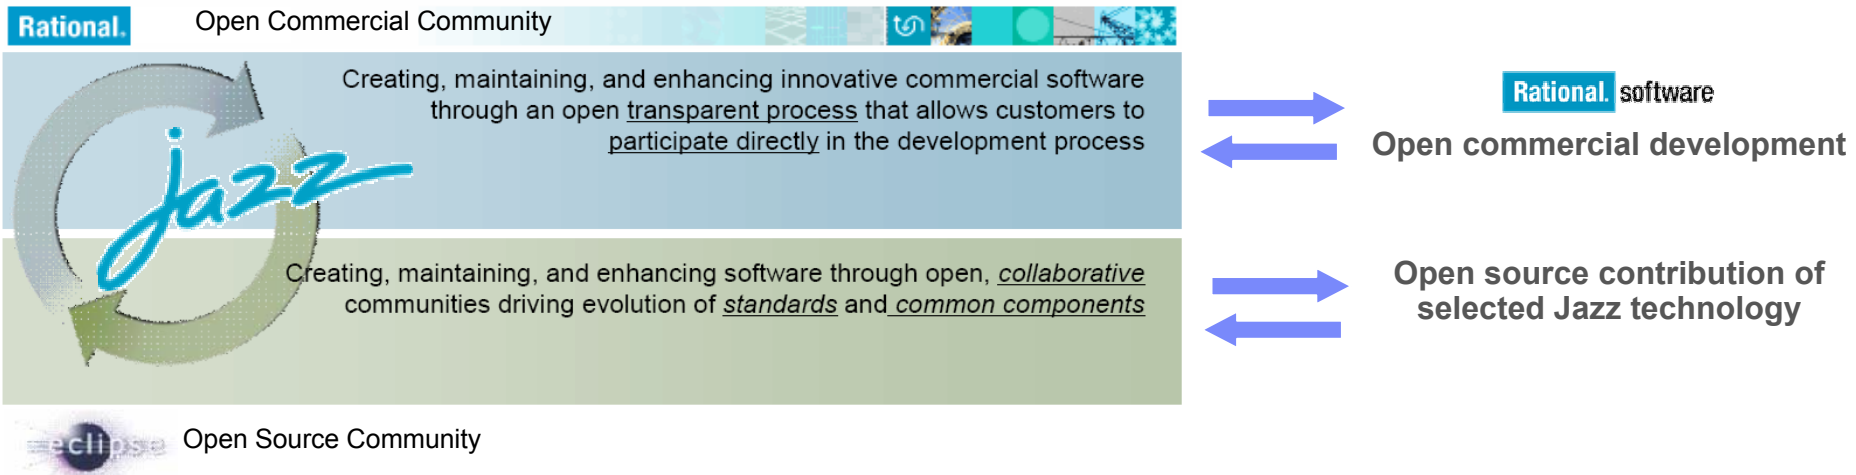 Rational.
Open Commercial Community
Creating, maintaining, and enhancing innovative commercial software
through an open transparent process that allows customers to
participate directly in the development process
jazz
Rational. software
Open commercial development
Creating, maintaining, and enhancing software through open, collaborative
communities driving evolution of standards and common components
Open source contribution of
selected Jazz technology
eclipse
Open Source Community